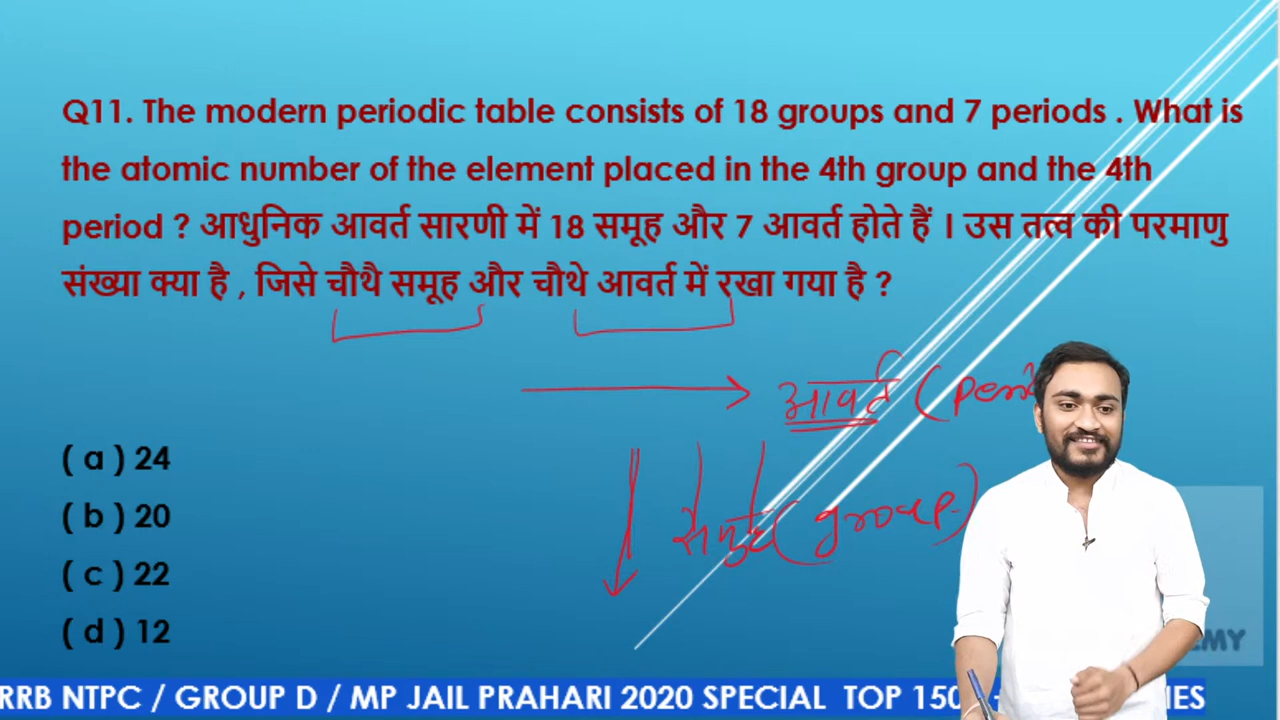 Q11. The modern periodic table consists of 18 groups and 7 periods . What is
the atomic number of the element placed in the 4th group and the 4th
period ? आधुनिक आवर्त सारणी में 18 समूह और 7 आवर्त होते हैं । उस तत्व की परमाणु
संख्या क्या है , जिसे चौथै समूह और चौथे आवर्त में रखा गया है ?
आवर्त (
समूह (group)
( a ) 24
( b ) 20
( c ) 22
( d ) 12
RRB NTPC / GROUP D / MP JAIL PRAHARI 2020 SPECIAL TOP